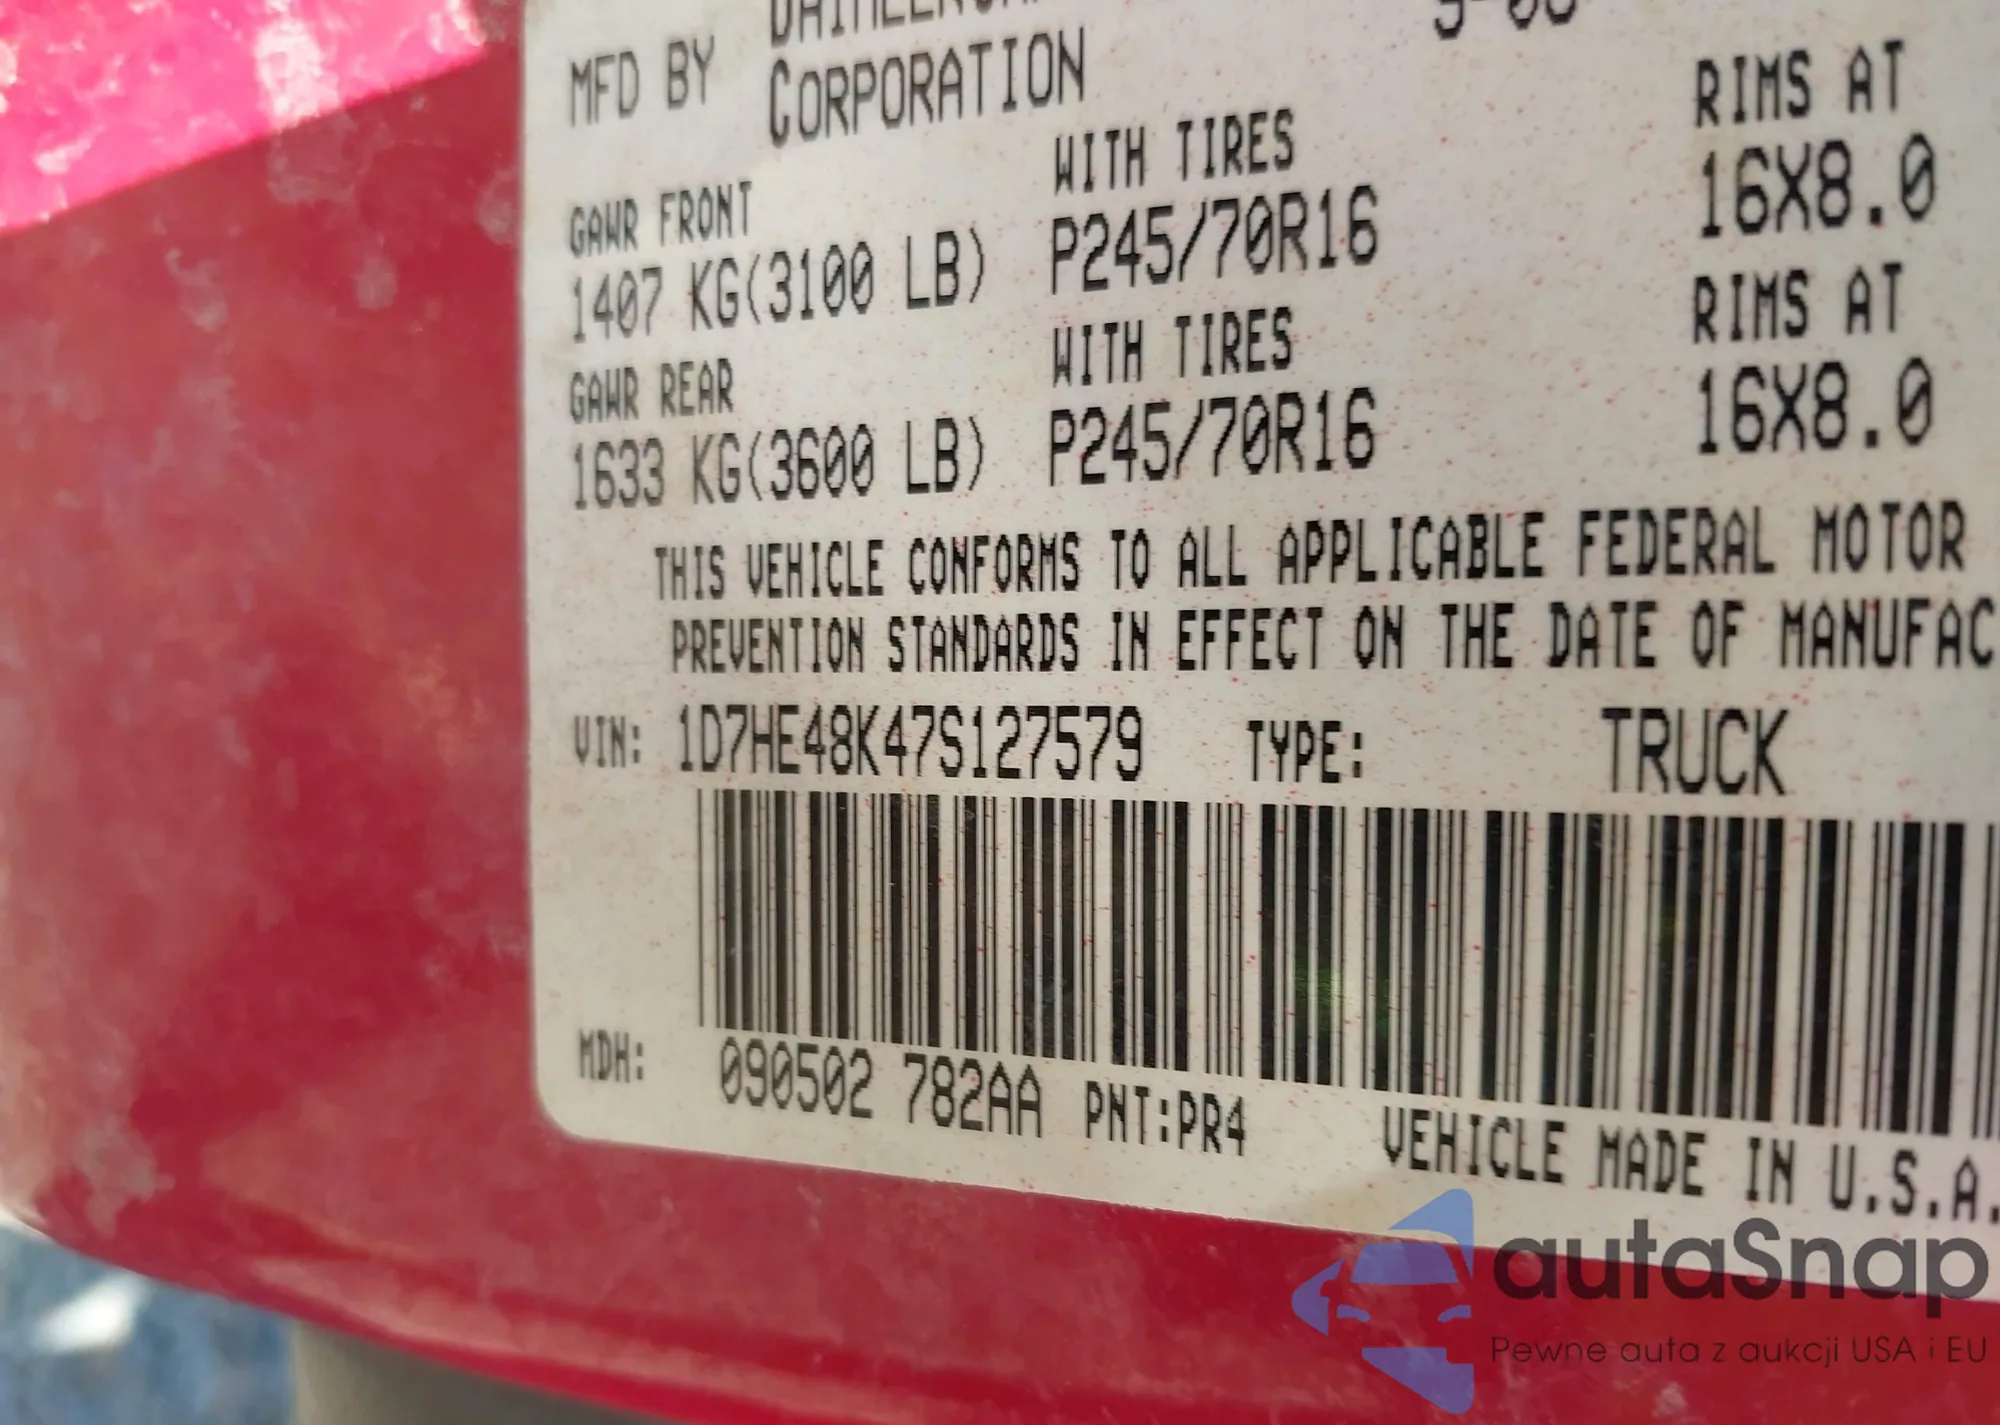 MFD BY
CORPORATION
GAWR FRONT WITH TIRES RIMS AT
1407 KG(3100 LB) P245/70R16 16X8.0
GAWR REAR WITH TIRES RIMS AT
1633 KG(3600 LB) P245/70R16 16X8.0
THIS VEHICLE CONFORMS TO ALL APPLICABLE FEDERAL MOTOR
PREVENTION STANDARDS IN EFFECT ON THE DATE OF MANUFAC
VIN: 1D7HE48K47S127579 TYPE: TRUCK
MDH: 090502 782AA PNT:PR4 VEHICLE MADE IN U.S.A.
autaSnap
Pewne auta z aukcji USA i EU